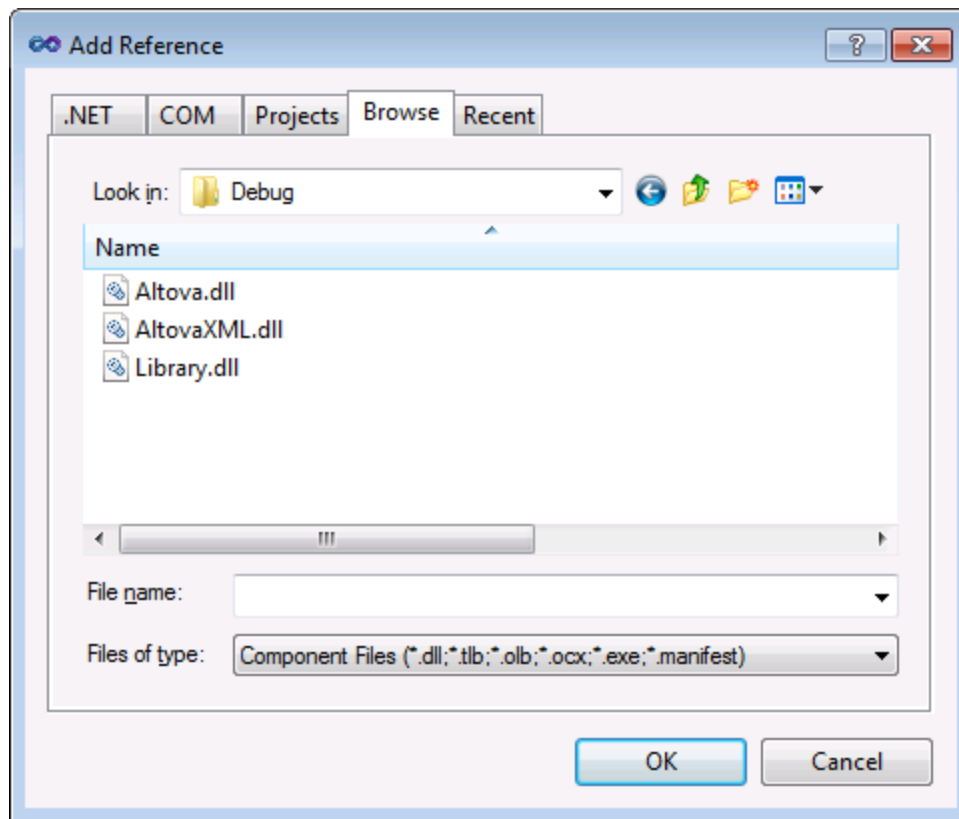 Add Reference
.NET COM Projects Browse Recent
Look in: Debug
Name
Altova.dll
AltovaXML.dll
Library.dll
File name:
Files of type: Component Files (*.dll;*.tlb;*.olb;*.ocx;*.exe;*.manifest)
OK Cancel